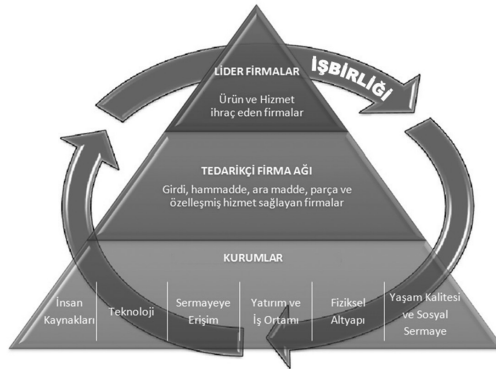 LİDER FİRMALAR
İŞBİRLİĞİ
Ürün ve Hizmet
ihraç eden firmalar
TEDARİKÇİ FİRMA AĞI
Girdi, hammadde, ara madde, parça ve
özelleşmiş hizmet sağlayan firmalar
KURUMLAR
İnsan
Kaynakları
Teknoloji
Sermayeye
Erişim
Yatırım ve
İş Ortamı
Fiziksel
Altyapı
Yaşam Kalitesi
ve Sosyal
Sermaye